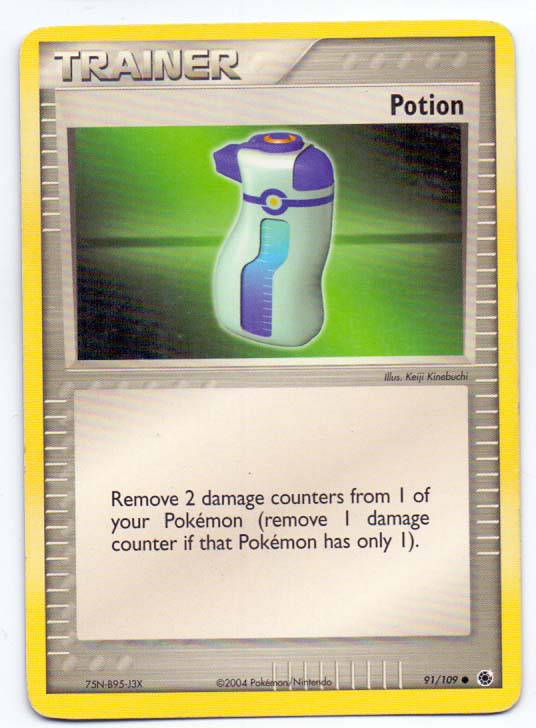 TRAINER
Potion
Illus. Keiji Kinebuchi
Remove 2 damage counters from 1 of
your Pokémon (remove 1 damage
counter if that Pokémon has only 1).
75N-B95-J3X
©2004 Pokémon/Nintendo
91/109 ●